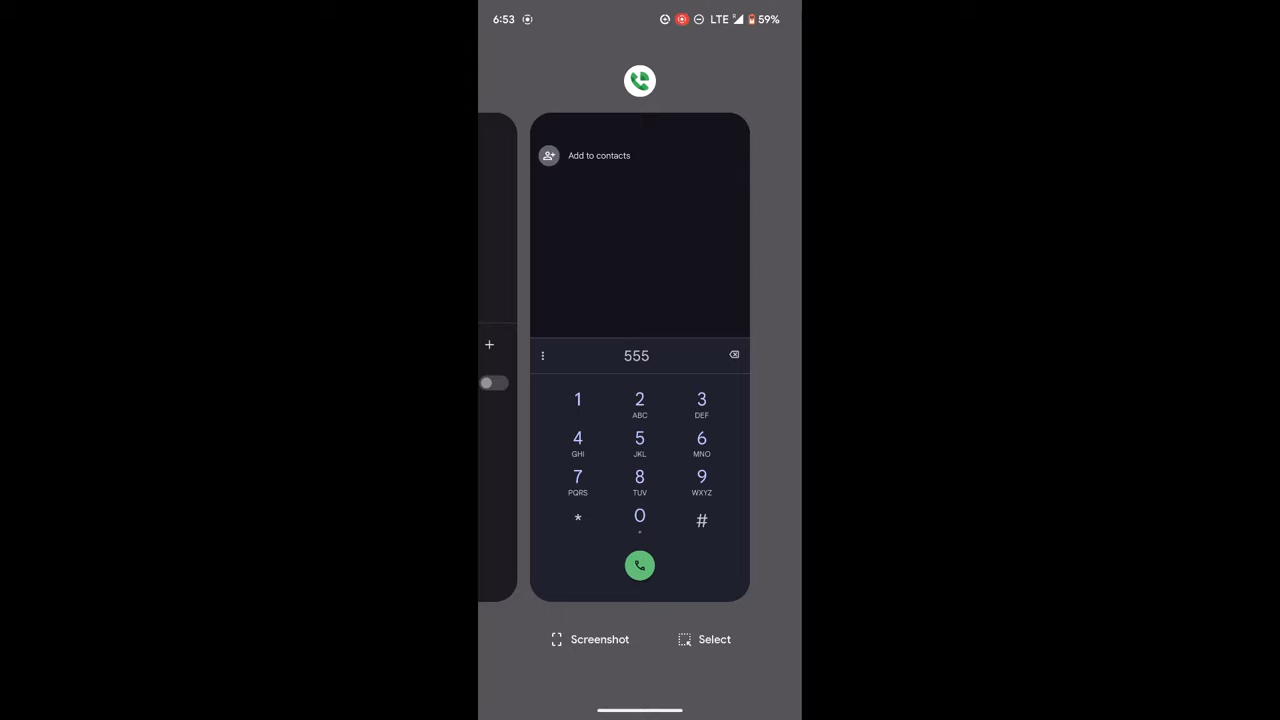 6:53 LTE R 59%
Add to contacts
555
1 2 3
ABC DEF
4 5 6
GHI JKL MNO
7 8 9
PQRS TUV WXYZ
* 0 #
+
Screenshot Select